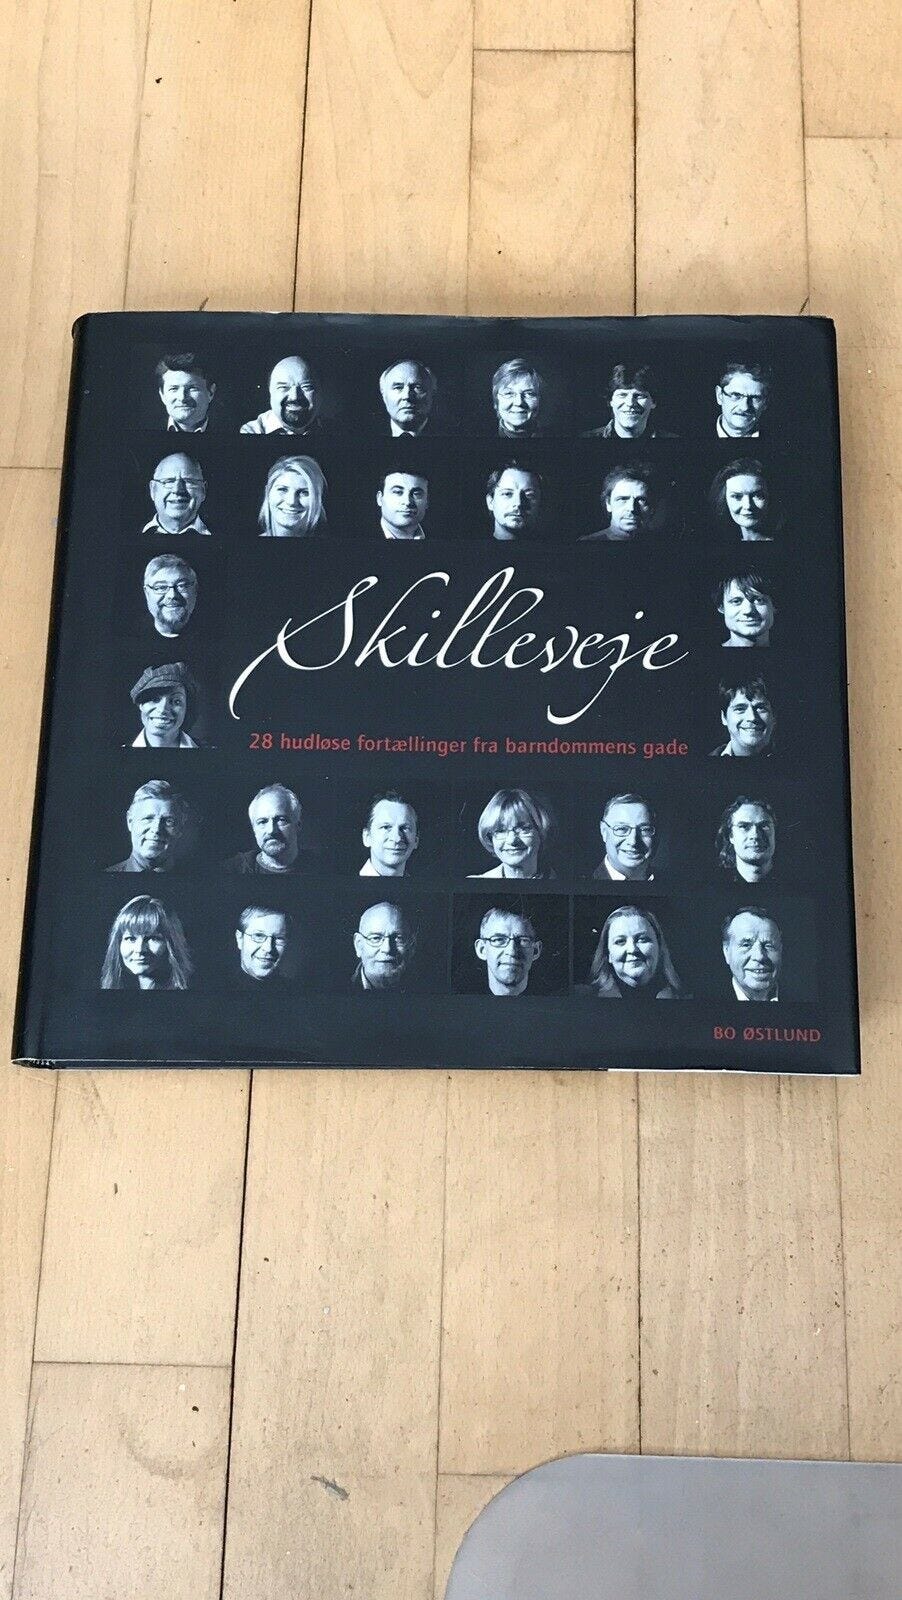 Skilleveje
28 hudløse fortællinger fra barndommens gade
BO ØSTLUND